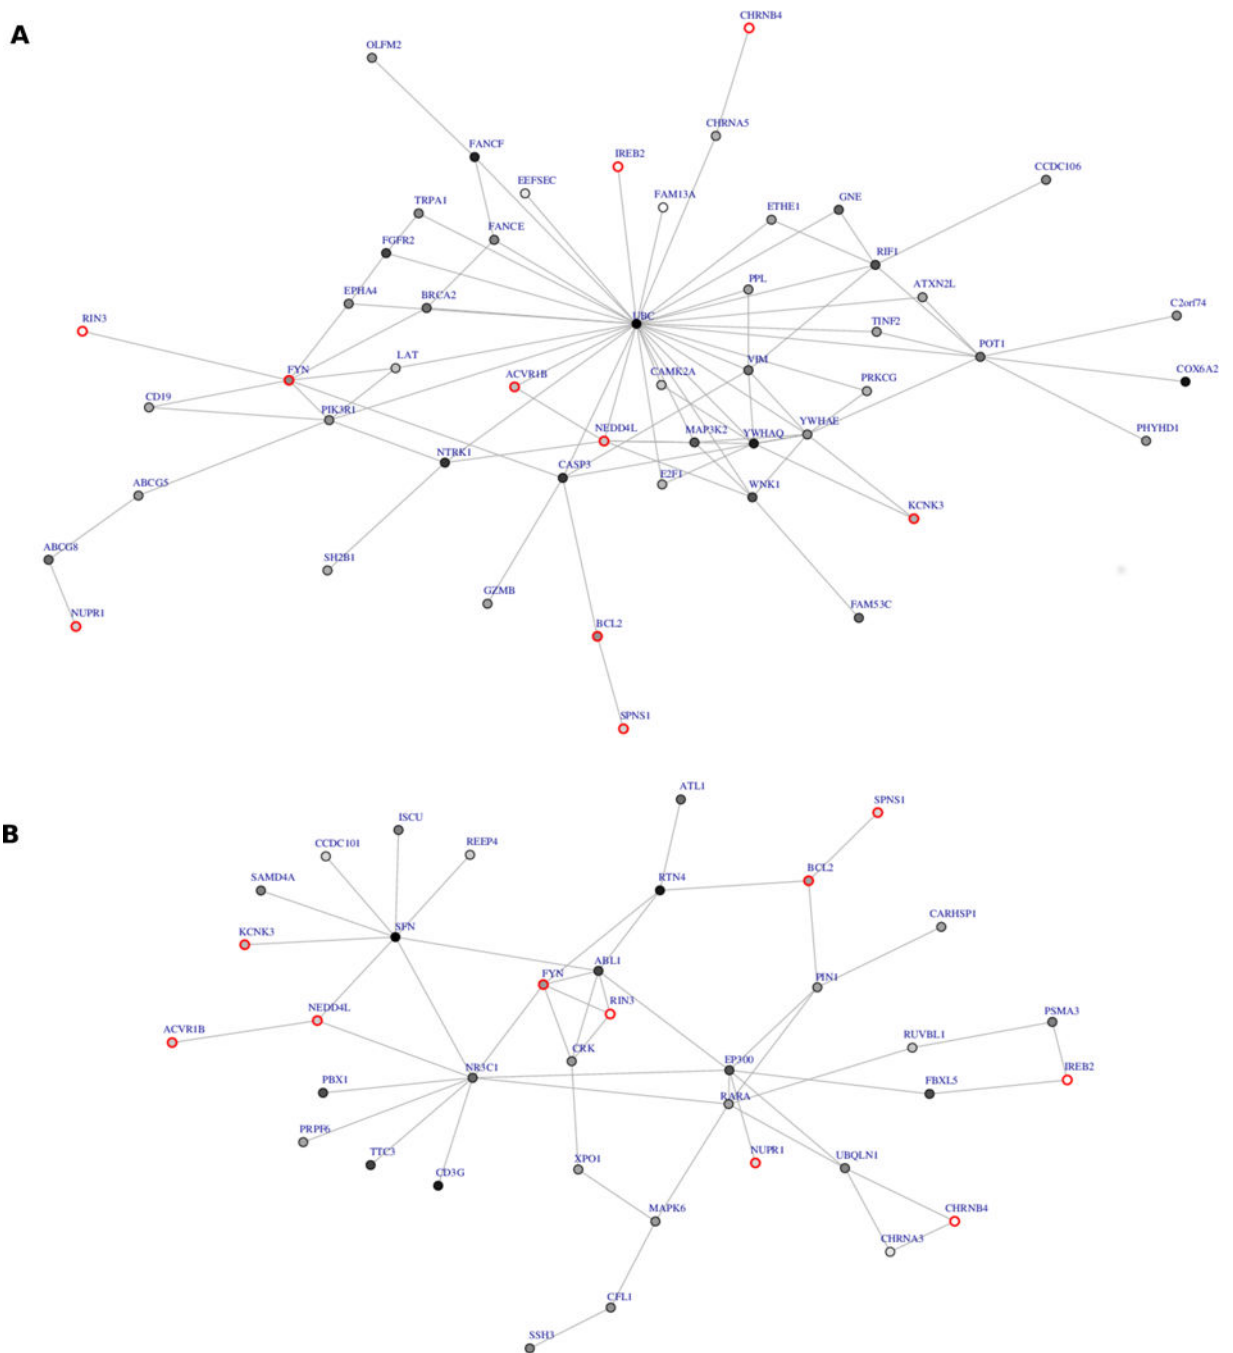 A
CHRNB4
OLFM2
CHRNA5
FANCF
IREB2
CCDC106
EEFSEC
FAM13A
GNE
TRPA1
ETHE1
FANCE
FGFR2
RIF1
PPL
ATXN2L
EPHA4
BRCA2
C2orf74
RIN3
UBC
TINF2
POT1
LAT
FYN
ACVR1B
CAMK2A
VIM
PRKCG
COX6A2
CD19
PIK3R1
NEDD4L
MAP3K2
YWHAQ
YWHAE
PHYHD1
NTRK1
CASP3
E2F1
WNK1
ABCG5
KCNK3
ABCG8
SH2B1
GZMB
FAM53C
NUPR1
BCL2
SPNS1
B
ATL1
SPNS1
ISCU
CCDC101
REEP4
BCL2
SAMD4A
RTN4
CARHSP1
KCNK3
SFN
ABL1
FYN
PIN1
RIN3
NEDD4L
PSMA3
ACVR1B
RUVBL1
CRK
EP300
NR3C1
IREB2
PBX1
FBXL5
RARA
PRPF6
NUPR1
TTC3
CD3G
XPO1
UBQLN1
MAPK6
CHRNB4
CHRNA3
CFL1
SSH3